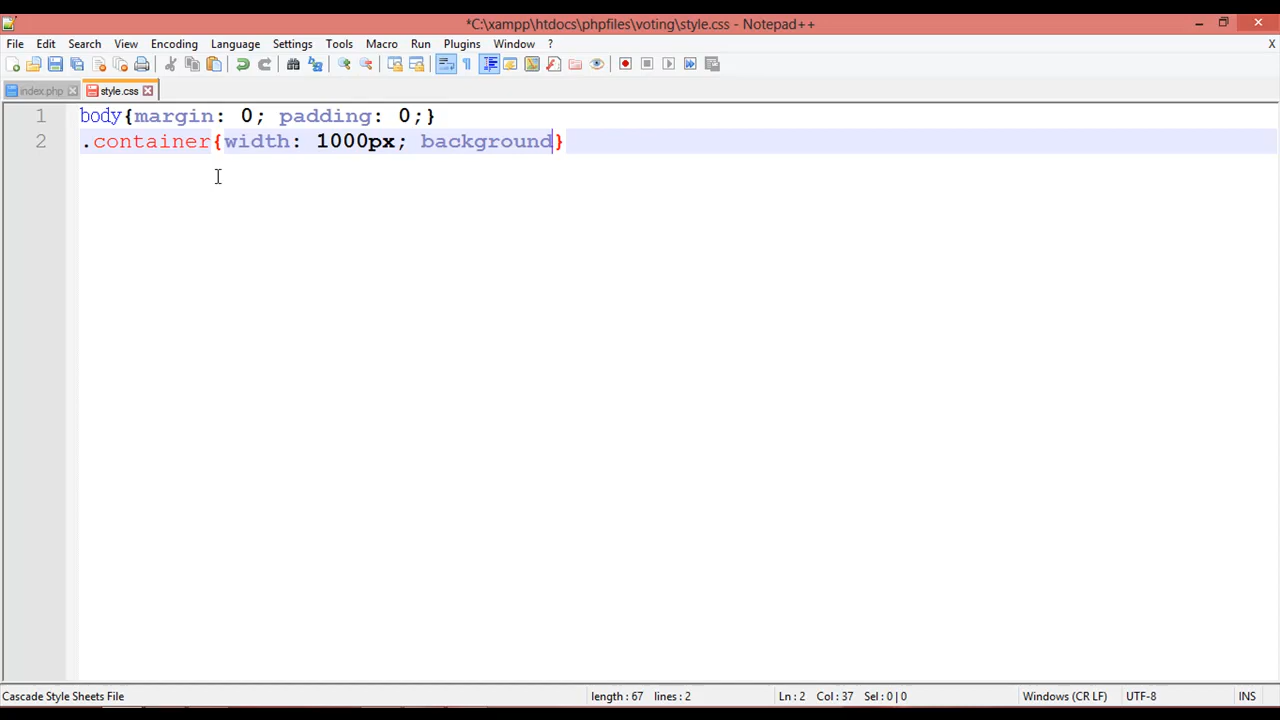 *C:\xampp\htdocs\phpfiles\voting\style.css - Notepad++
File Edit Search View Encoding Language Settings Tools Macro Run Plugins Window ? X
index.php style.css
1 body{margin: 0; padding: 0;}
2 .container{width: 1000px; background}
Cascade Style Sheets File length : 67 lines : 2 Ln : 2 Col : 37 Sel : 0 | 0 Windows (CR LF) UTF-8 INS